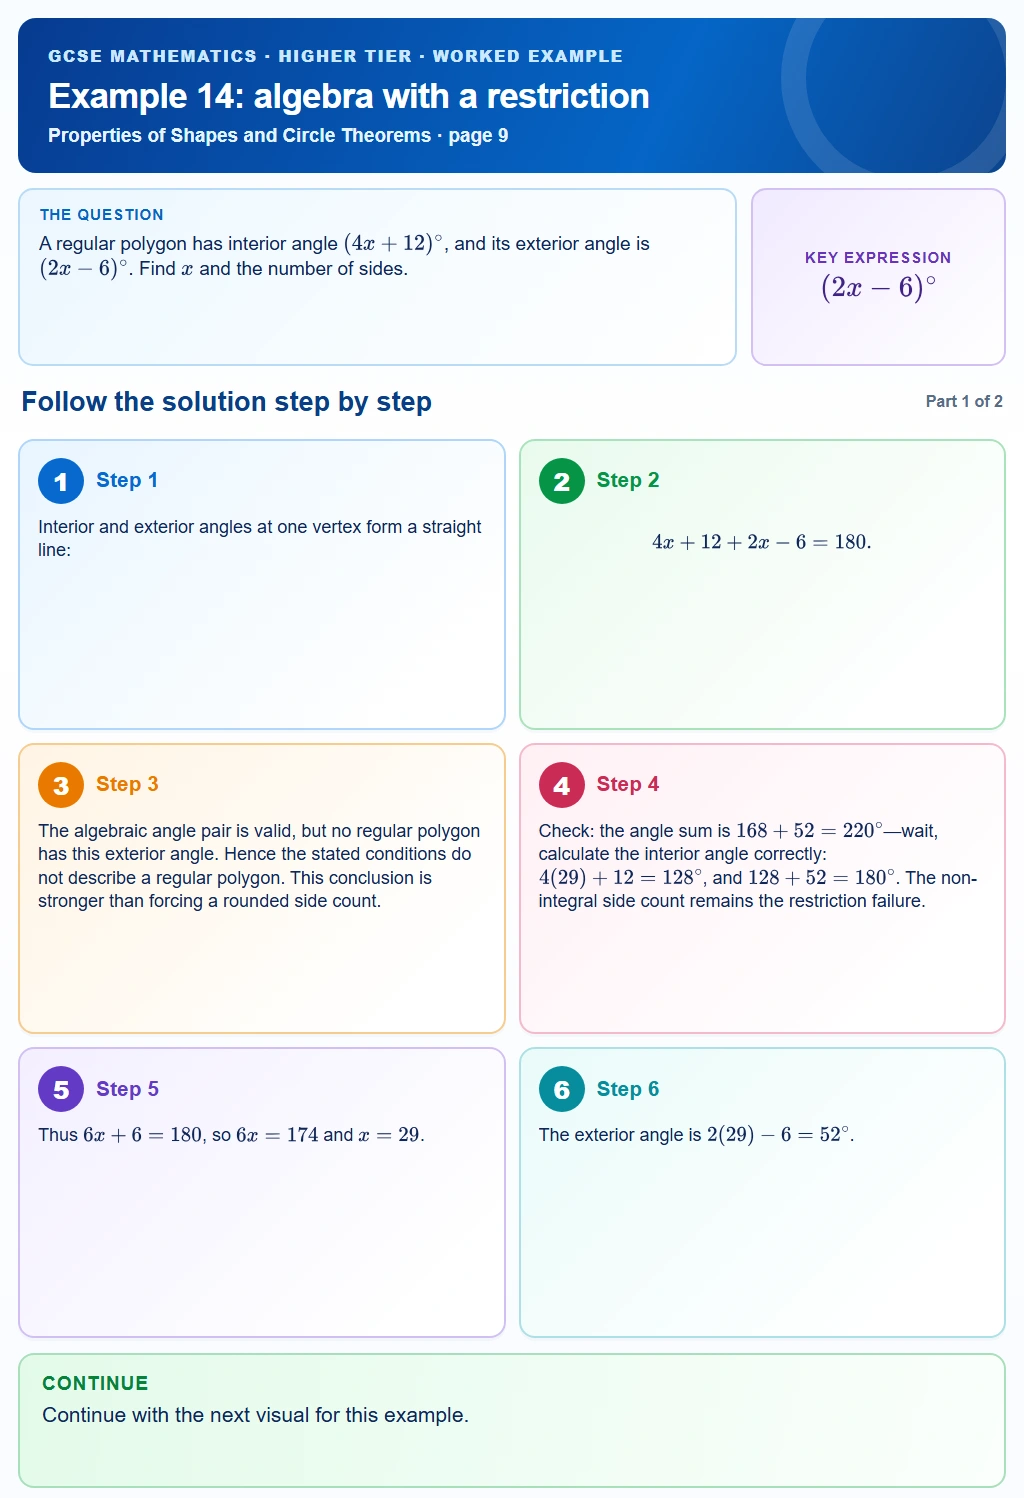 GCSE MATHEMATICS · HIGHER TIER · WORKED EXAMPLE
Example 14: algebra with a restriction
Properties of Shapes and Circle Theorems · page 9
THE QUESTION
A regular polygon has interior angle (4x + 12)°, and its exterior angle is
(2x − 6)°. Find x and the number of sides.
KEY EXPRESSION
(2x − 6)°
Follow the solution step by step
Part 1 of 2
1 Step 1
Interior and exterior angles at one vertex form a straight
line:
2 Step 2
4x + 12 + 2x − 6 = 180.
3 Step 3
The algebraic angle pair is valid, but no regular polygon
has this exterior angle. Hence the stated conditions do
not describe a regular polygon. This conclusion is
stronger than forcing a rounded side count.
4 Step 4
Check: the angle sum is 168 + 52 = 220°—wait,
calculate the interior angle correctly:
4(29) + 12 = 128°, and 128 + 52 = 180°. The non-
integral side count remains the restriction failure.
5 Step 5
Thus 6x + 6 = 180, so 6x = 174 and x = 29.
6 Step 6
The exterior angle is 2(29) − 6 = 52°.
CONTINUE
Continue with the next visual for this example.